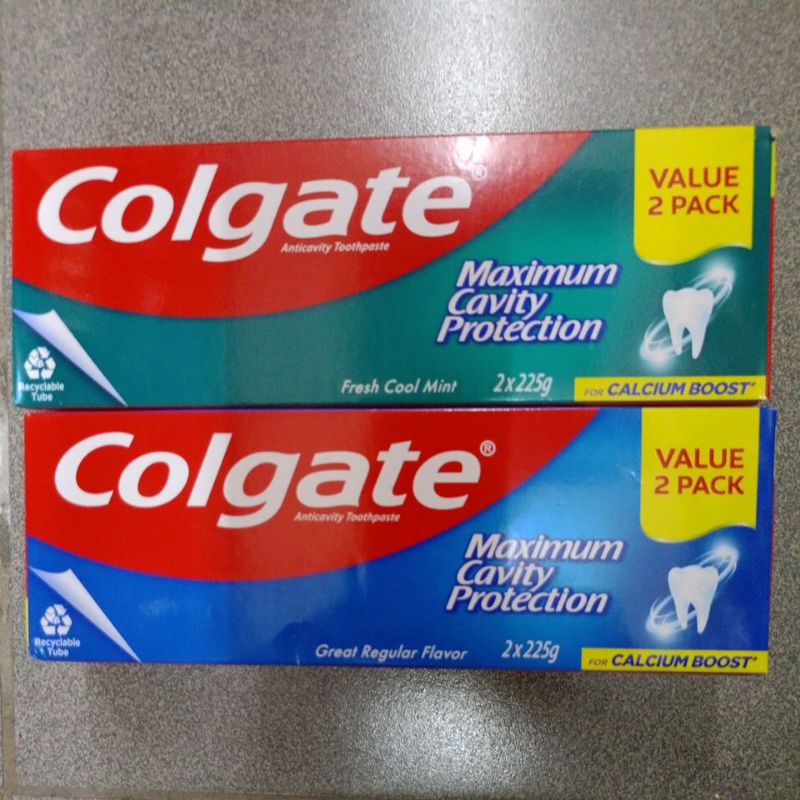 Colgate®
Anticavity Toothpaste
VALUE
2 PACK
Maximum
Cavity
Protection
Recyclable
Tube
Fresh Cool Mint
2x225g
FOR CALCIUM BOOST*
Colgate®
Anticavity Toothpaste
VALUE
2 PACK
Maximum
Cavity
Protection
Recyclable
Tube
Great Regular Flavor
2x225g
FOR CALCIUM BOOST*